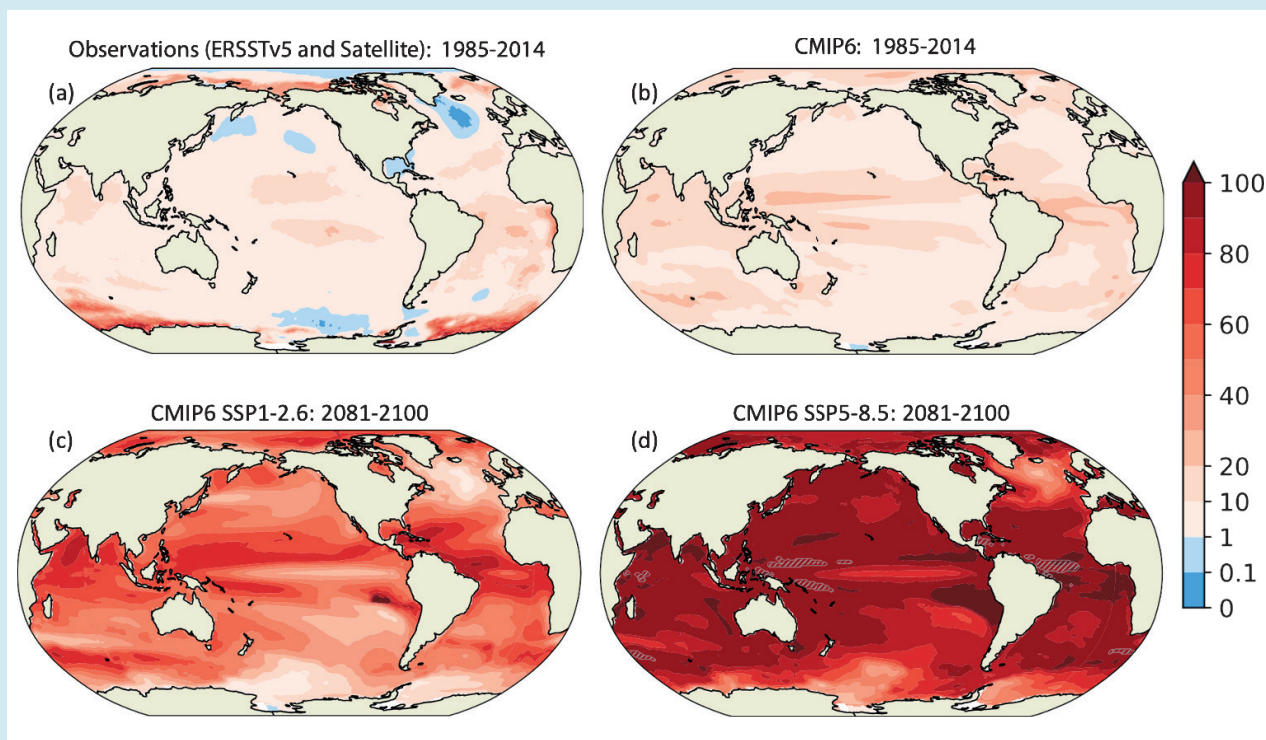 Observations (ERSSTv5 and Satellite): 1985-2014
CMIP6: 1985-2014
(a)
(b)
100
80
60
40
20
10
1
0.1
0
CMIP6 SSP1-2.6: 2081-2100
CMIP6 SSP5-8.5: 2081-2100
(c)
(d)